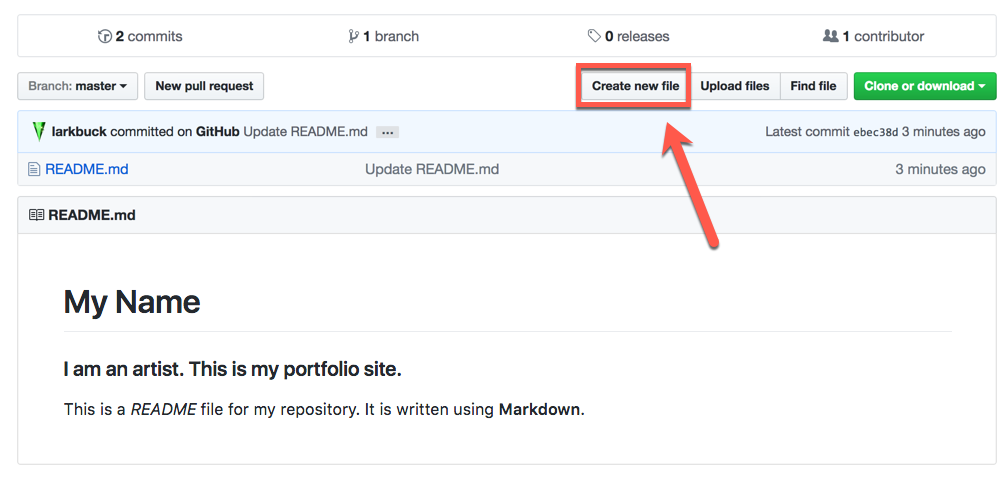 2 commits 1 branch 0 releases 1 contributor
Branch: master New pull request Create new file Upload files Find file Clone or download
larkbuck committed on GitHub Update README.md ... Latest commit ebec38d 3 minutes ago
README.md Update README.md 3 minutes ago
README.md
My Name
I am an artist. This is my portfolio site.
This is a README file for my repository. It is written using Markdown.